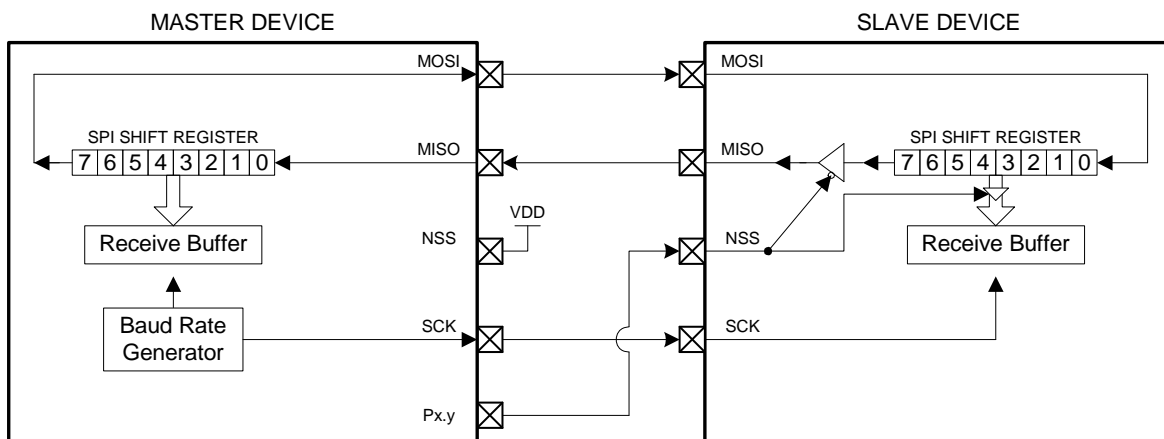 MASTER DEVICE
MOSI
SPI SHIFT REGISTER
7 6 5 4 3 2 1 0
MISO
VDD
NSS
Receive Buffer
Baud Rate
Generator
SCK
Px.y
SLAVE DEVICE
MOSI
SPI SHIFT REGISTER
MISO
7 6 5 4 3 2 1 0
NSS
Receive Buffer
SCK